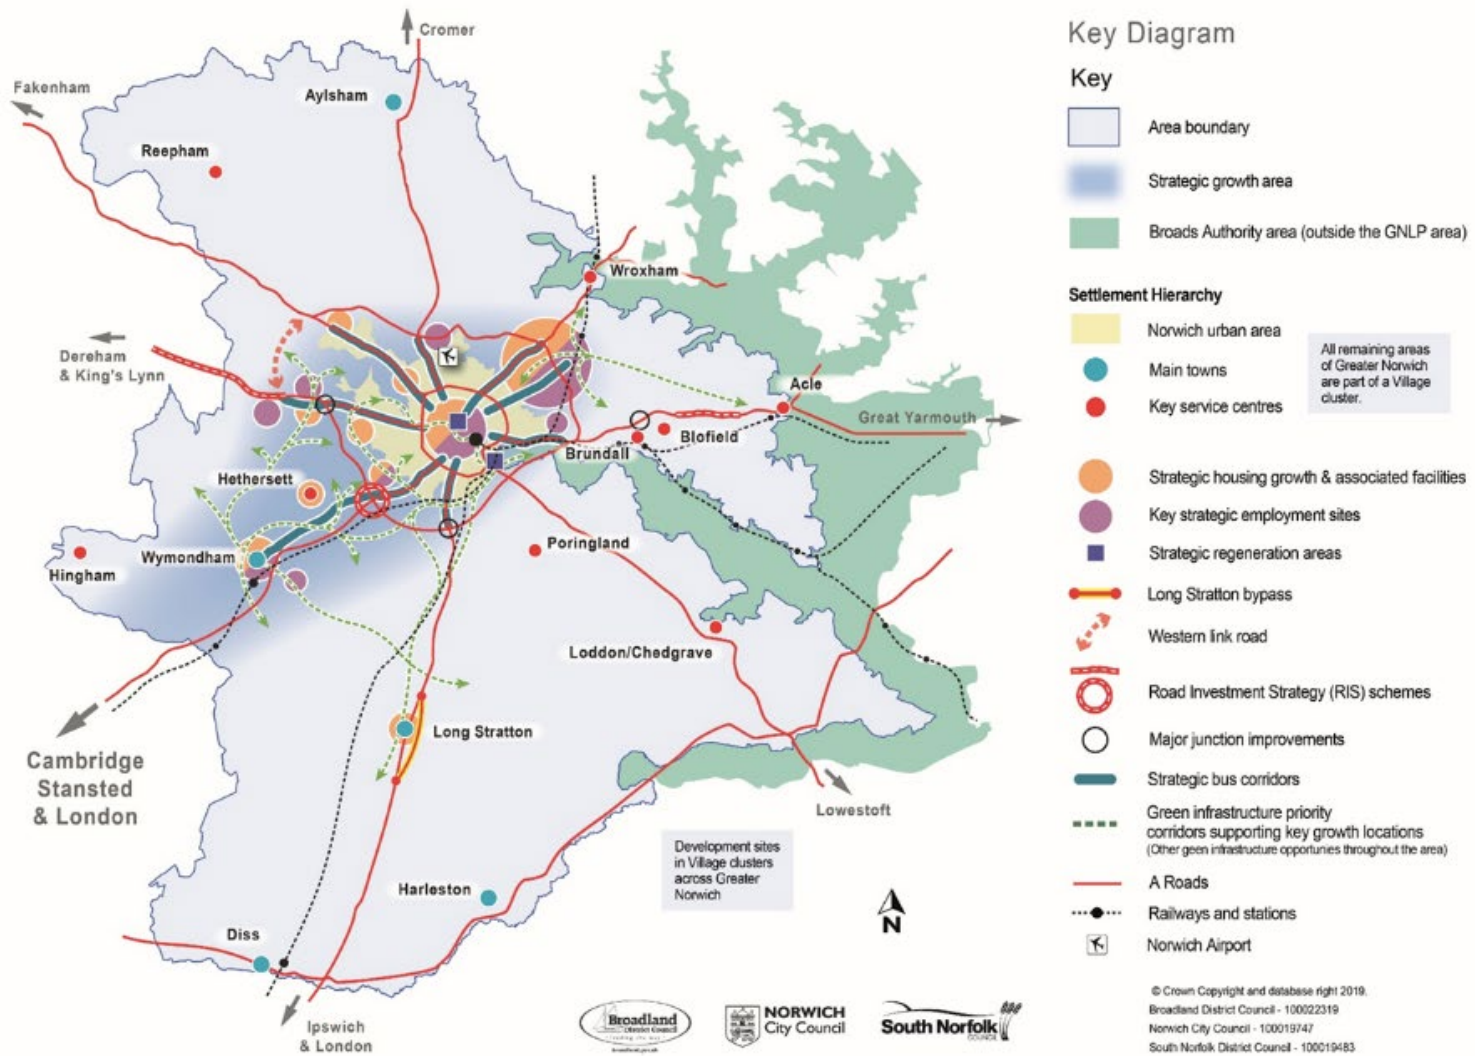 Cromer
Fakenham
Aylsham
Reepham
Wroxham
Dereham
& King's Lynn
Acle
Great Yarmouth
Blofield
Brundall
Hethersett
Wymondham
Hingham
Poringland
Loddon/Chedgrave
Long Stratton
Cambridge
Stansted
& London
Lowestoft
Development sites
in Village clusters
across Greater
Norwich
Harleston
Diss
N
Ipswich
& London
Broadland
District Council
NORWICH
City Council
South Norfolk
COUNCIL
Key Diagram
Key
Area boundary
Strategic growth area
Broads Authority area (outside the GNLP area)
Settlement Hierarchy
Norwich urban area
Main towns
Key service centres
All remaining areas
of Greater Norwich
are part of a Village
cluster.
Strategic housing growth & associated facilities
Key strategic employment sites
Strategic regeneration areas
Long Stratton bypass
Western link road
Road Investment Strategy (RIS) schemes
Major junction improvements
Strategic bus corridors
Green infrastructure priority
corridors supporting key growth locations
(Other geen infrastructure opportunies throughout the area)
A Roads
Railways and stations
Norwich Airport
© Crown Copyright and database right 2019.
Broadland District Council - 100022319
Norwich City Council - 100019747
South Norfolk District Council - 100019483